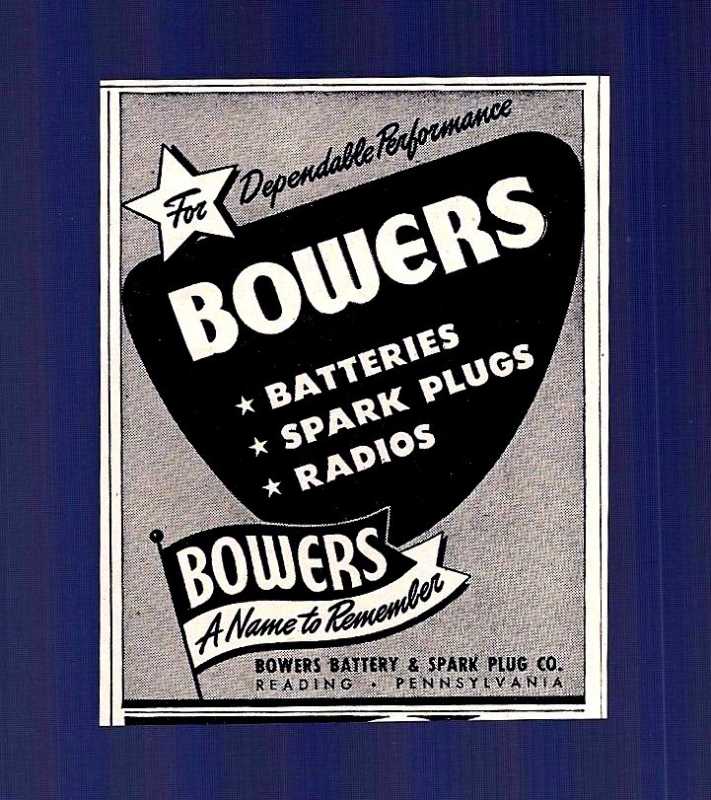 For Dependable Performance
BOWERS
★ BATTERIES
★ SPARK PLUGS
★ RADIOS
BOWERS
A Name to Remember
BOWERS BATTERY & SPARK PLUG CO.
READING • PENNSYLVANIA